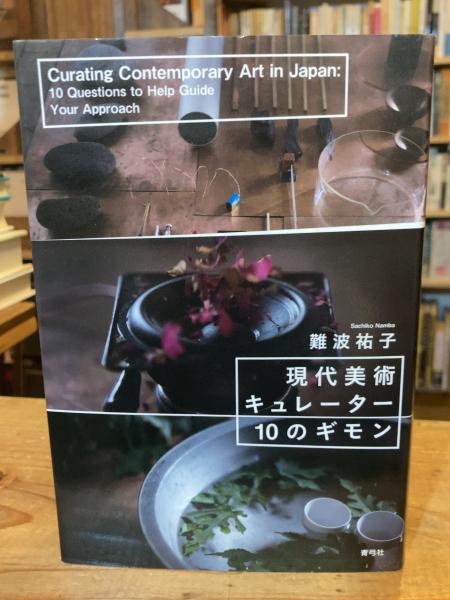 Curating Contemporary Art in Japan:
10 Questions to Help Guide
Your Approach
Sachiko Namba
難波祐子
現代美術
キュレーター
10のギモン
青弓社